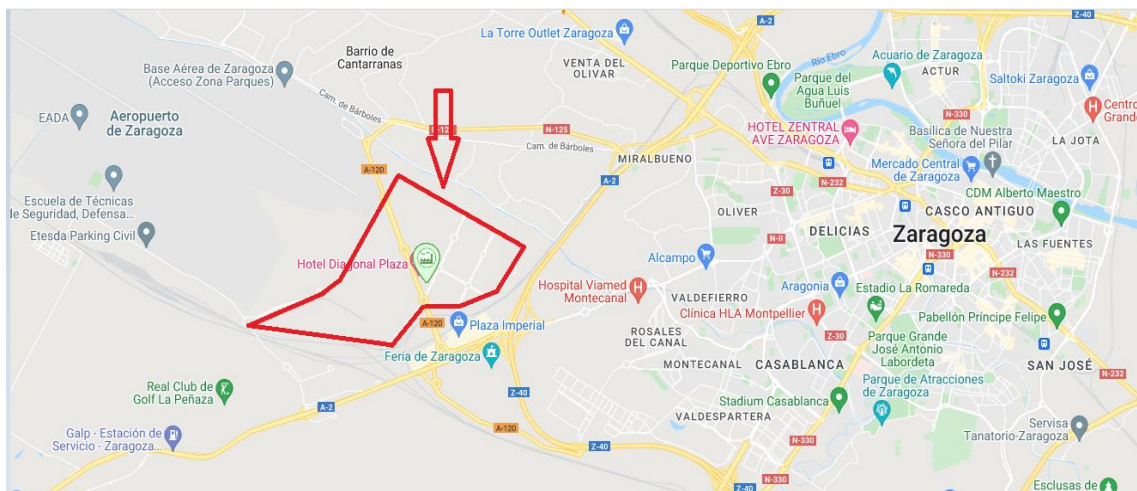 Z-40
Z-40
A-2
La Torre Outlet Zaragoza
Río Ebro
Acuario de Zaragoza
Barrio de
Cantarranas
VENTA DEL
OLIVAR
Parque Deportivo Ebro
ACTUR
Saltoki Zaragoza
Base Aérea de Zaragoza
(Acceso Zona Parques)
Parque del
Agua Luis
Buñuel
Cam. de Bárboles
N-330
Centro
Grande
EADA
Aeropuerto
de Zaragoza
N-125
N-125
HOTEL ZENTRAL
AVE ZARAGOZA
Basílica de Nuestra
Señora del Pilar
LA JOTA
Cam. de Bárboles
MIRALBUENO
A-120
A-2
N-232
Mercado Central
de Zaragoza
Escuela de Técnicas
de Seguridad, Defensa...
Z-30
CDM Alberto Maestro
OLIVER
CASCO ANTIGUO
Etesda Parking Civil
N-II
DELICIAS
Zaragoza
LAS FUENTES
Hotel Diagonal Plaza
Alcampo
N-330
N-232
Hospital Viamed
Montecanal
Aragonia
Estadio La Romareda
VALDEFIERRO
Clínica HLA Montpellier
Pabellón Príncipe Felipe
A-120
Plaza Imperial
ROSALES
DEL CANAL
Z-30
Parque Grande
José Antonio
Labordeta
Feria de Zaragoza
MONTECANAL
CASABLANCA
SAN JOSÉ
N-232
Real Club de
Golf La Peñaza
Z-40
Parque de Atracciones
de Zaragoza
A-2
Stadium Casablanca
VALDESPARTERA
Galp - Estación de
Servicio - Zaragoza...
A-120
Servisa
Tanatorio-Zaragoza
Z-40
N-330
Z-40
Esclusas de